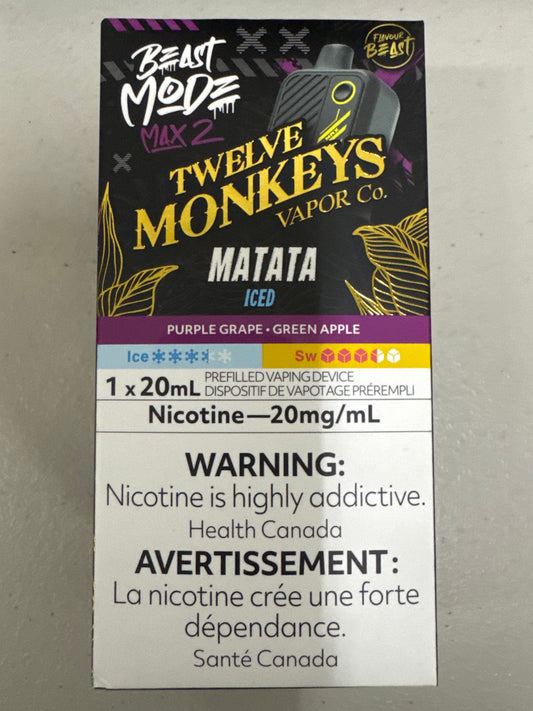 BEAST
MODE
MAX 2
FLAVOUR
BEAST
TWELVE
MONKEYS
VAPOR Co.
MATATA
ICED
PURPLE GRAPE • GREEN APPLE
Ice Sw
1 x 20mL PREFILLED VAPING DEVICE
DISPOSITIF DE VAPOTAGE PRÉREMPLI
Nicotine—20mg/mL
WARNING:
Nicotine is highly addictive.
Health Canada
AVERTISSEMENT:
La nicotine crée une forte
dépendance.
Santé Canada